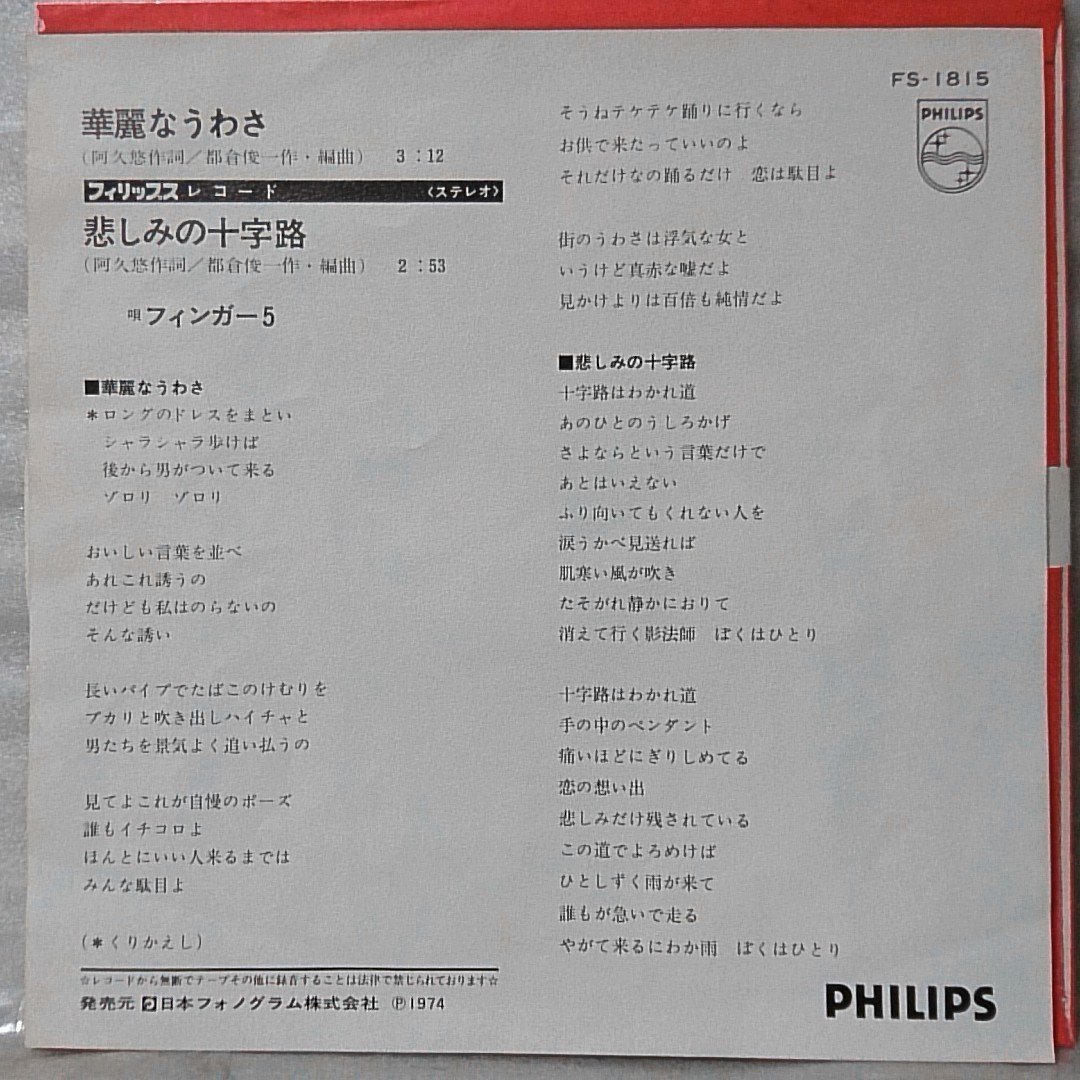 華麗なうわさ
(阿久悠作詞/都倉俊一作・編曲) 3:12
フィリップス レコード 〈ステレオ〉
悲しみの十字路
(阿久悠作詞/都倉俊一作・編曲) 2:53
唄 フィンガー5
■華麗なうわさ
*ロングのドレスをまとい
シャラシャラ歩けば
後から男がついて来る
ゾロリ ゾロリ
おいしい言葉を並べ
あれこれ誘うの
だけども私はのらないの
そんな誘い
長いパイプでたばこのけむりを
プカリと吹き出しハイチャと
男たちを景気よく追い払うの
見てよこれが自慢のポーズ
誰もイチコロよ
ほんとにいい人来るまでは
みんな駄目よ
(*くりかえし)
☆レコードから無断でテープその他に録音することは法律で禁じられております☆
発売元 日本フォノグラム株式会社 Ⓟ1974
FS-1815
PHILIPS
そうねテケテケ踊りに行くなら
お供で来たっていいのよ
それだけなの踊るだけ 恋は駄目よ
街のうわさは浮気な女と
いうけど真赤な嘘だよ
見かけよりは百倍も純情だよ
■悲しみの十字路
十字路はわかれ道
あのひとのうしろかげ
さよならという言葉だけで
あとはいえない
ふり向いてもくれない人を
涙うかべ見送れば
肌寒い風が吹き
たそがれ静かにおりて
消えて行く影法師 ぼくはひとり
十字路はわかれ道
手の中のペンダント
痛いほどにぎりしめてる
恋の想い出
悲しみだけ残されている
この道でよろめけば
ひとしずく雨が来て
誰もが急いで走る
やがて来るにわか雨 ぼくはひとり
PHILIPS